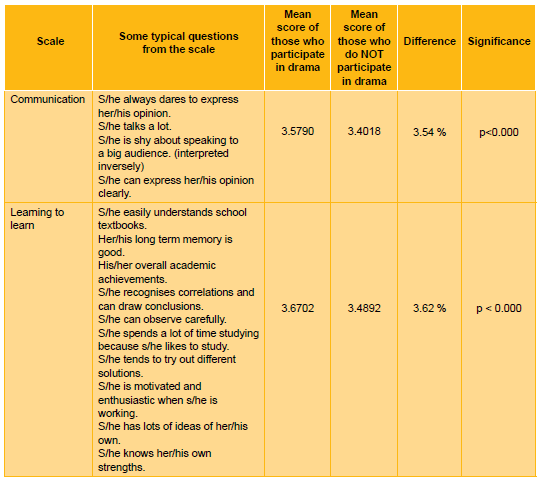 Scale
Some typical questions
from the scale
Mean
score of
those who
participate
in drama
Mean
score of
those who
do NOT
participate
in drama
Difference
Significance
Communication
S/he always dares to express
her/his opinion.
S/he talks a lot.
S/he is shy about speaking to
a big audience. (interpreted
inversely)
S/he can express her/his opinion
clearly.
3.5790
3.4018
3.54 %
p<0.000
Learning to
learn
S/he easily understands school
textbooks.
Her/his long term memory is
good.
His/her overall academic
achievements.
S/he recognises correlations and
can draw conclusions.
S/he can observe carefully.
S/he spends a lot of time studying
because s/he likes to study.
S/he tends to try out different
solutions.
S/he is motivated and
enthusiastic when s/he is
working.
S/he has lots of ideas of her/his
own.
S/he knows her/his own
strengths.
3.6702
3.4892
3.62 %
p < 0.000